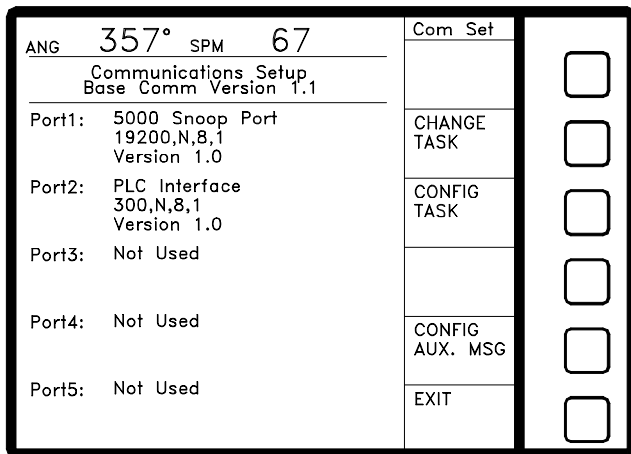 ANG 357° SPM 67
Communications Setup
Base Comm Version 1.1
Port1: 5000 Snoop Port
19200,N,8,1
Version 1.0
Port2: PLC Interface
300,N,8,1
Version 1.0
Port3: Not Used
Port4: Not Used
Port5: Not Used
Com Set
CHANGE
TASK
CONFIG
TASK
CONFIG
AUX. MSG
EXIT